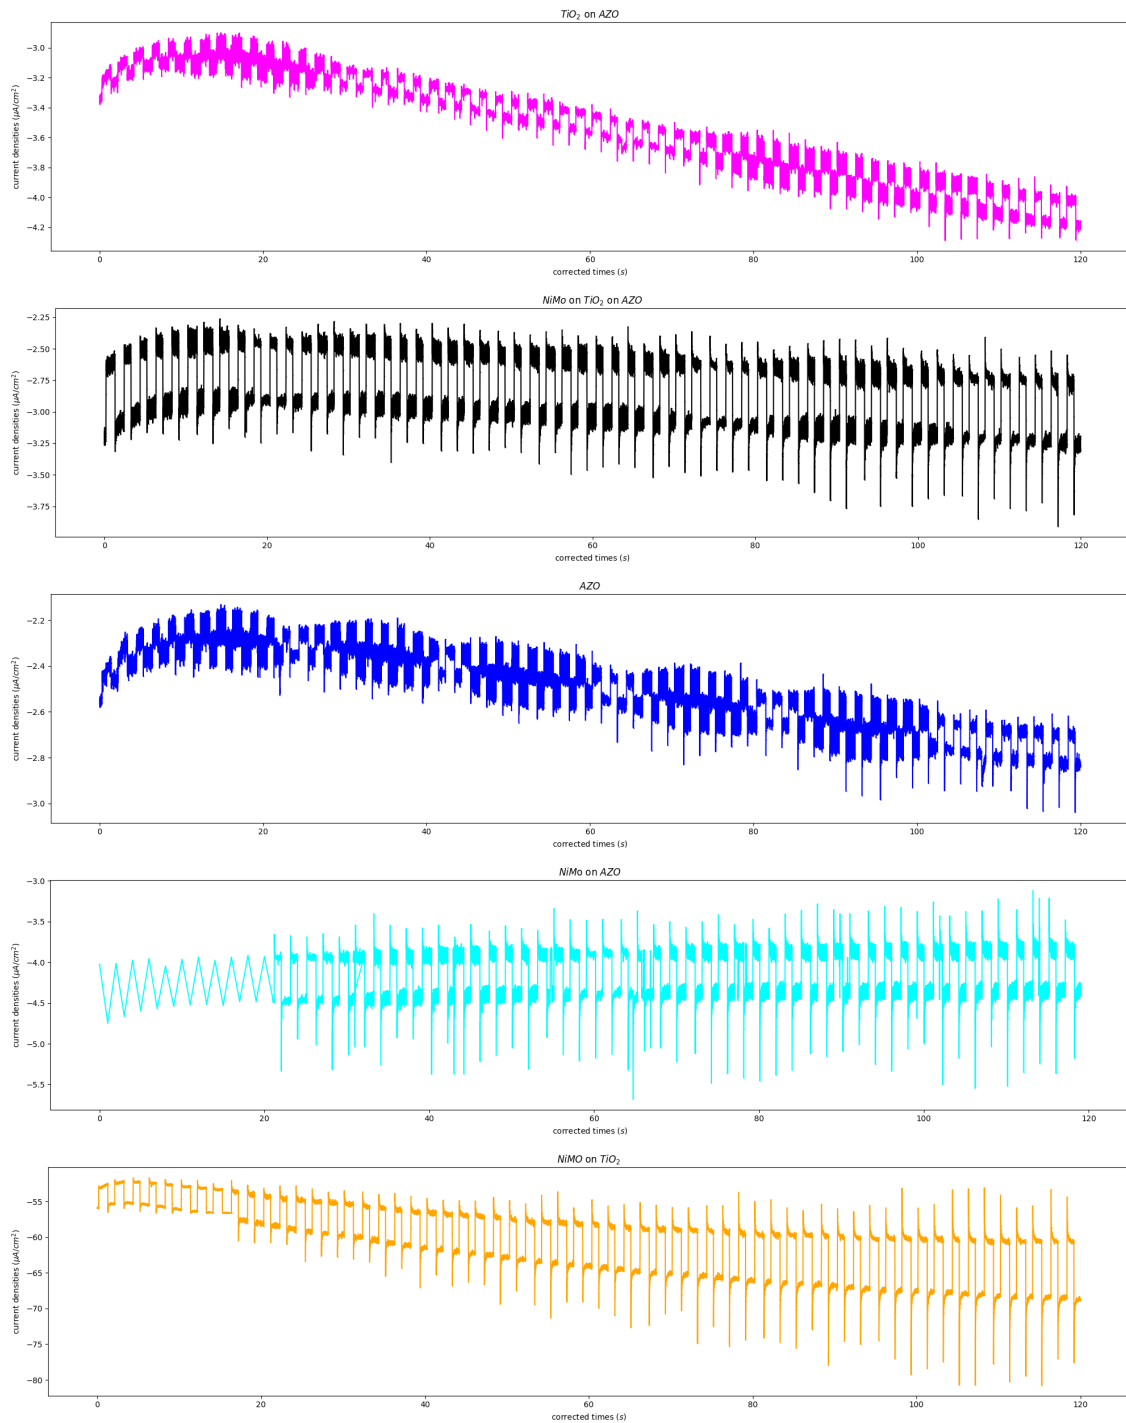 TiO2 on AZO
current densities (μA/cm²)
−3.0
−3.2
−3.4
−3.6
−3.8
−4.0
−4.2
0 20 40 60 80 100 120
corrected times (s)
NiMo on TiO2 on AZO
current densities (μA/cm²)
−2.25
−2.50
−2.75
−3.00
−3.25
−3.50
−3.75
0 20 40 60 80 100 120
corrected times (s)
AZO
current densities (μA/cm²)
−2.2
−2.4
−2.6
−2.8
−3.0
0 20 40 60 80 100 120
corrected times (s)
NiMo on AZO
current densities (μA/cm²)
−3.0
−3.5
−4.0
−4.5
−5.0
−5.5
0 20 40 60 80 100 120
corrected times (s)
NiMO on TiO2
current densities (μA/cm²)
−55
−60
−65
−70
−75
−80
0 20 40 60 80 100 120
corrected times (s)